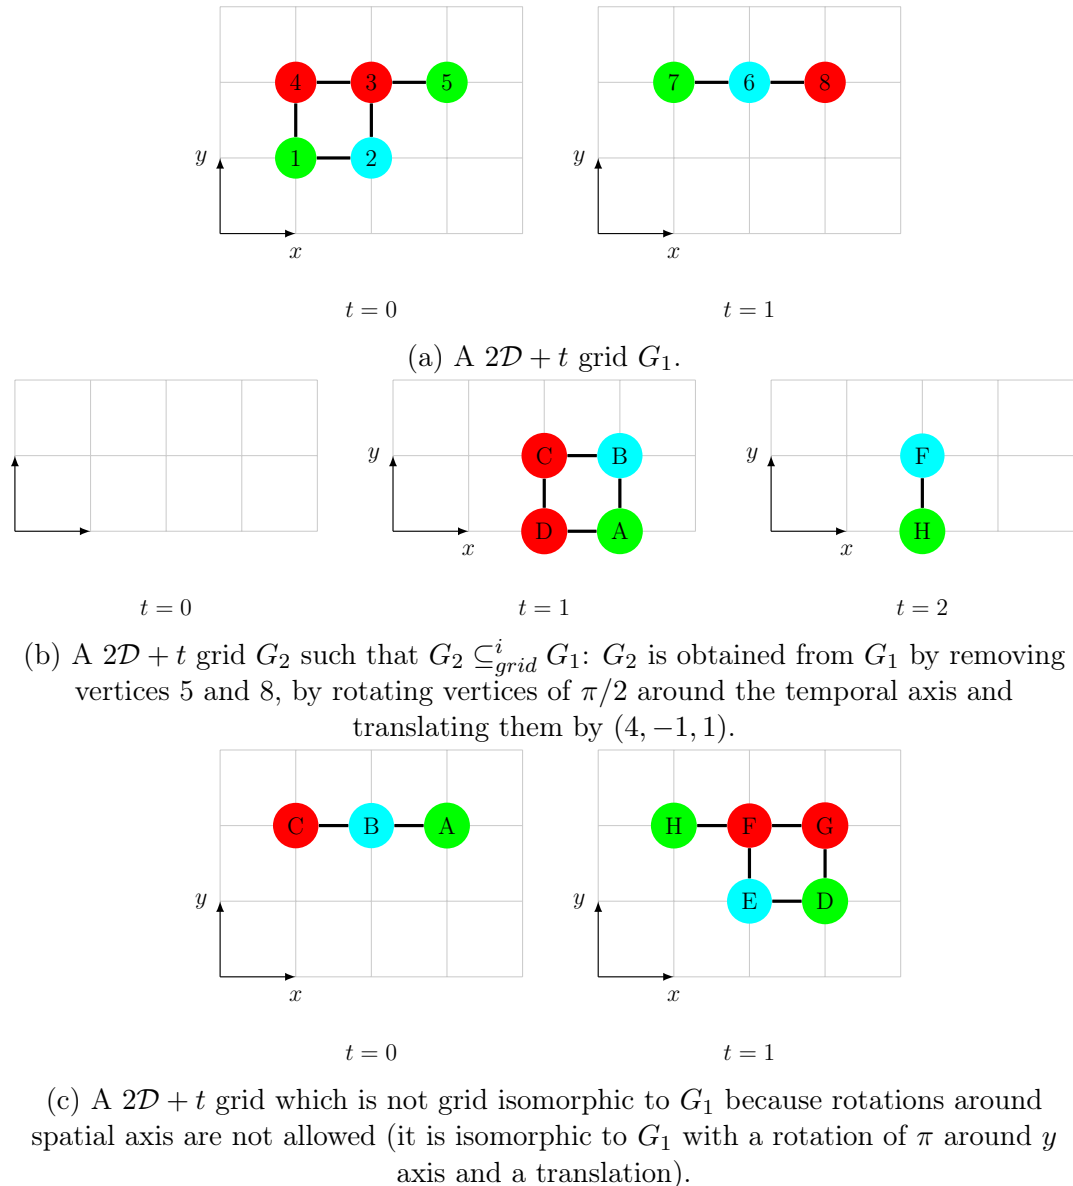 4 3 5 7 6 8
y 1 2 y
x x
t = 0 t = 1
(a) A 2𝒟 + t grid G₁.
y C B y F
D A H
x x
t = 0 t = 1 t = 2
(b) A 2𝒟 + t grid G₂ such that G₂ ⊆ⁱ_grid G₁: G₂ is obtained from G₁ by removing
vertices 5 and 8, by rotating vertices of π/2 around the temporal axis and
translating them by (4, −1, 1).
C B A H F G
y y E D
x x
t = 0 t = 1
(c) A 2𝒟 + t grid which is not grid isomorphic to G₁ because rotations around
spatial axis are not allowed (it is isomorphic to G₁ with a rotation of π around y
axis and a translation).